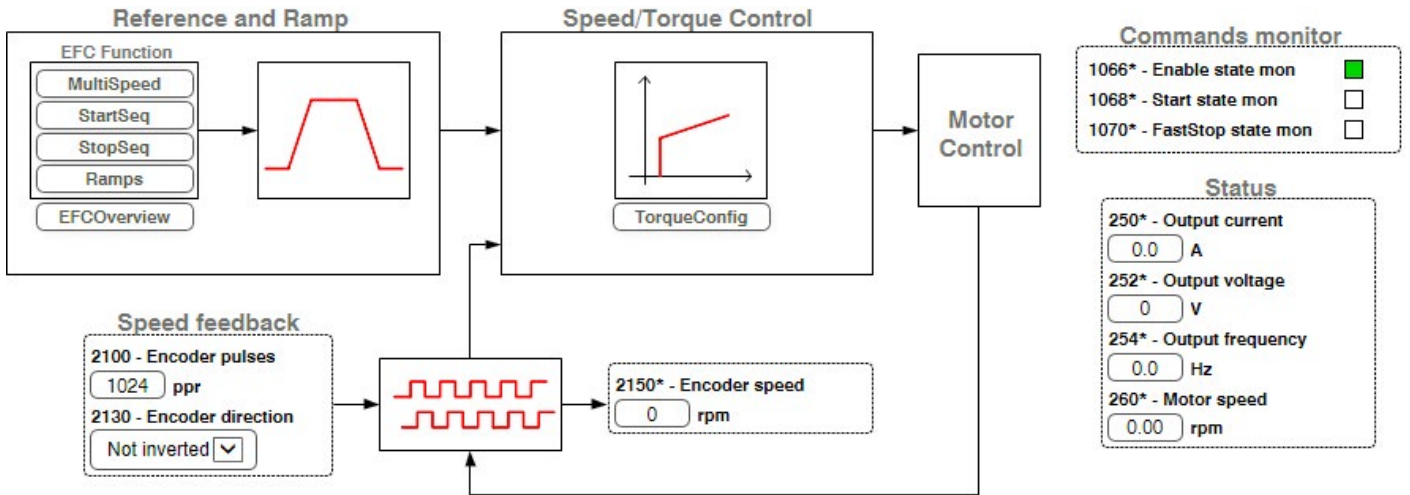 Reference and Ramp
EFC Function
MultiSpeed
StartSeq
StopSeq
Ramps
EFCOverview
Speed/Torque Control
TorqueConfig
Motor
Control
Commands monitor
1066* - Enable state mon
1068* - Start state mon
1070* - FastStop state mon
Status
250* - Output current
0.0 A
252* - Output voltage
0 V
254* - Output frequency
0.0 Hz
260* - Motor speed
0.00 rpm
Speed feedback
2100 - Encoder pulses
1024 ppr
2130 - Encoder direction
Not inverted
2150* - Encoder speed
0 rpm